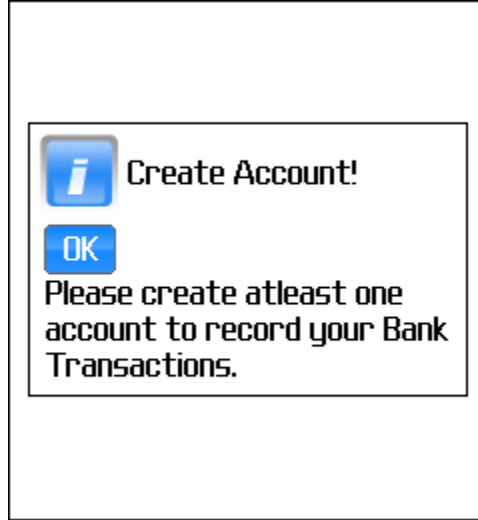 Create Account!
OK
Please create atleast one
account to record your Bank
Transactions.